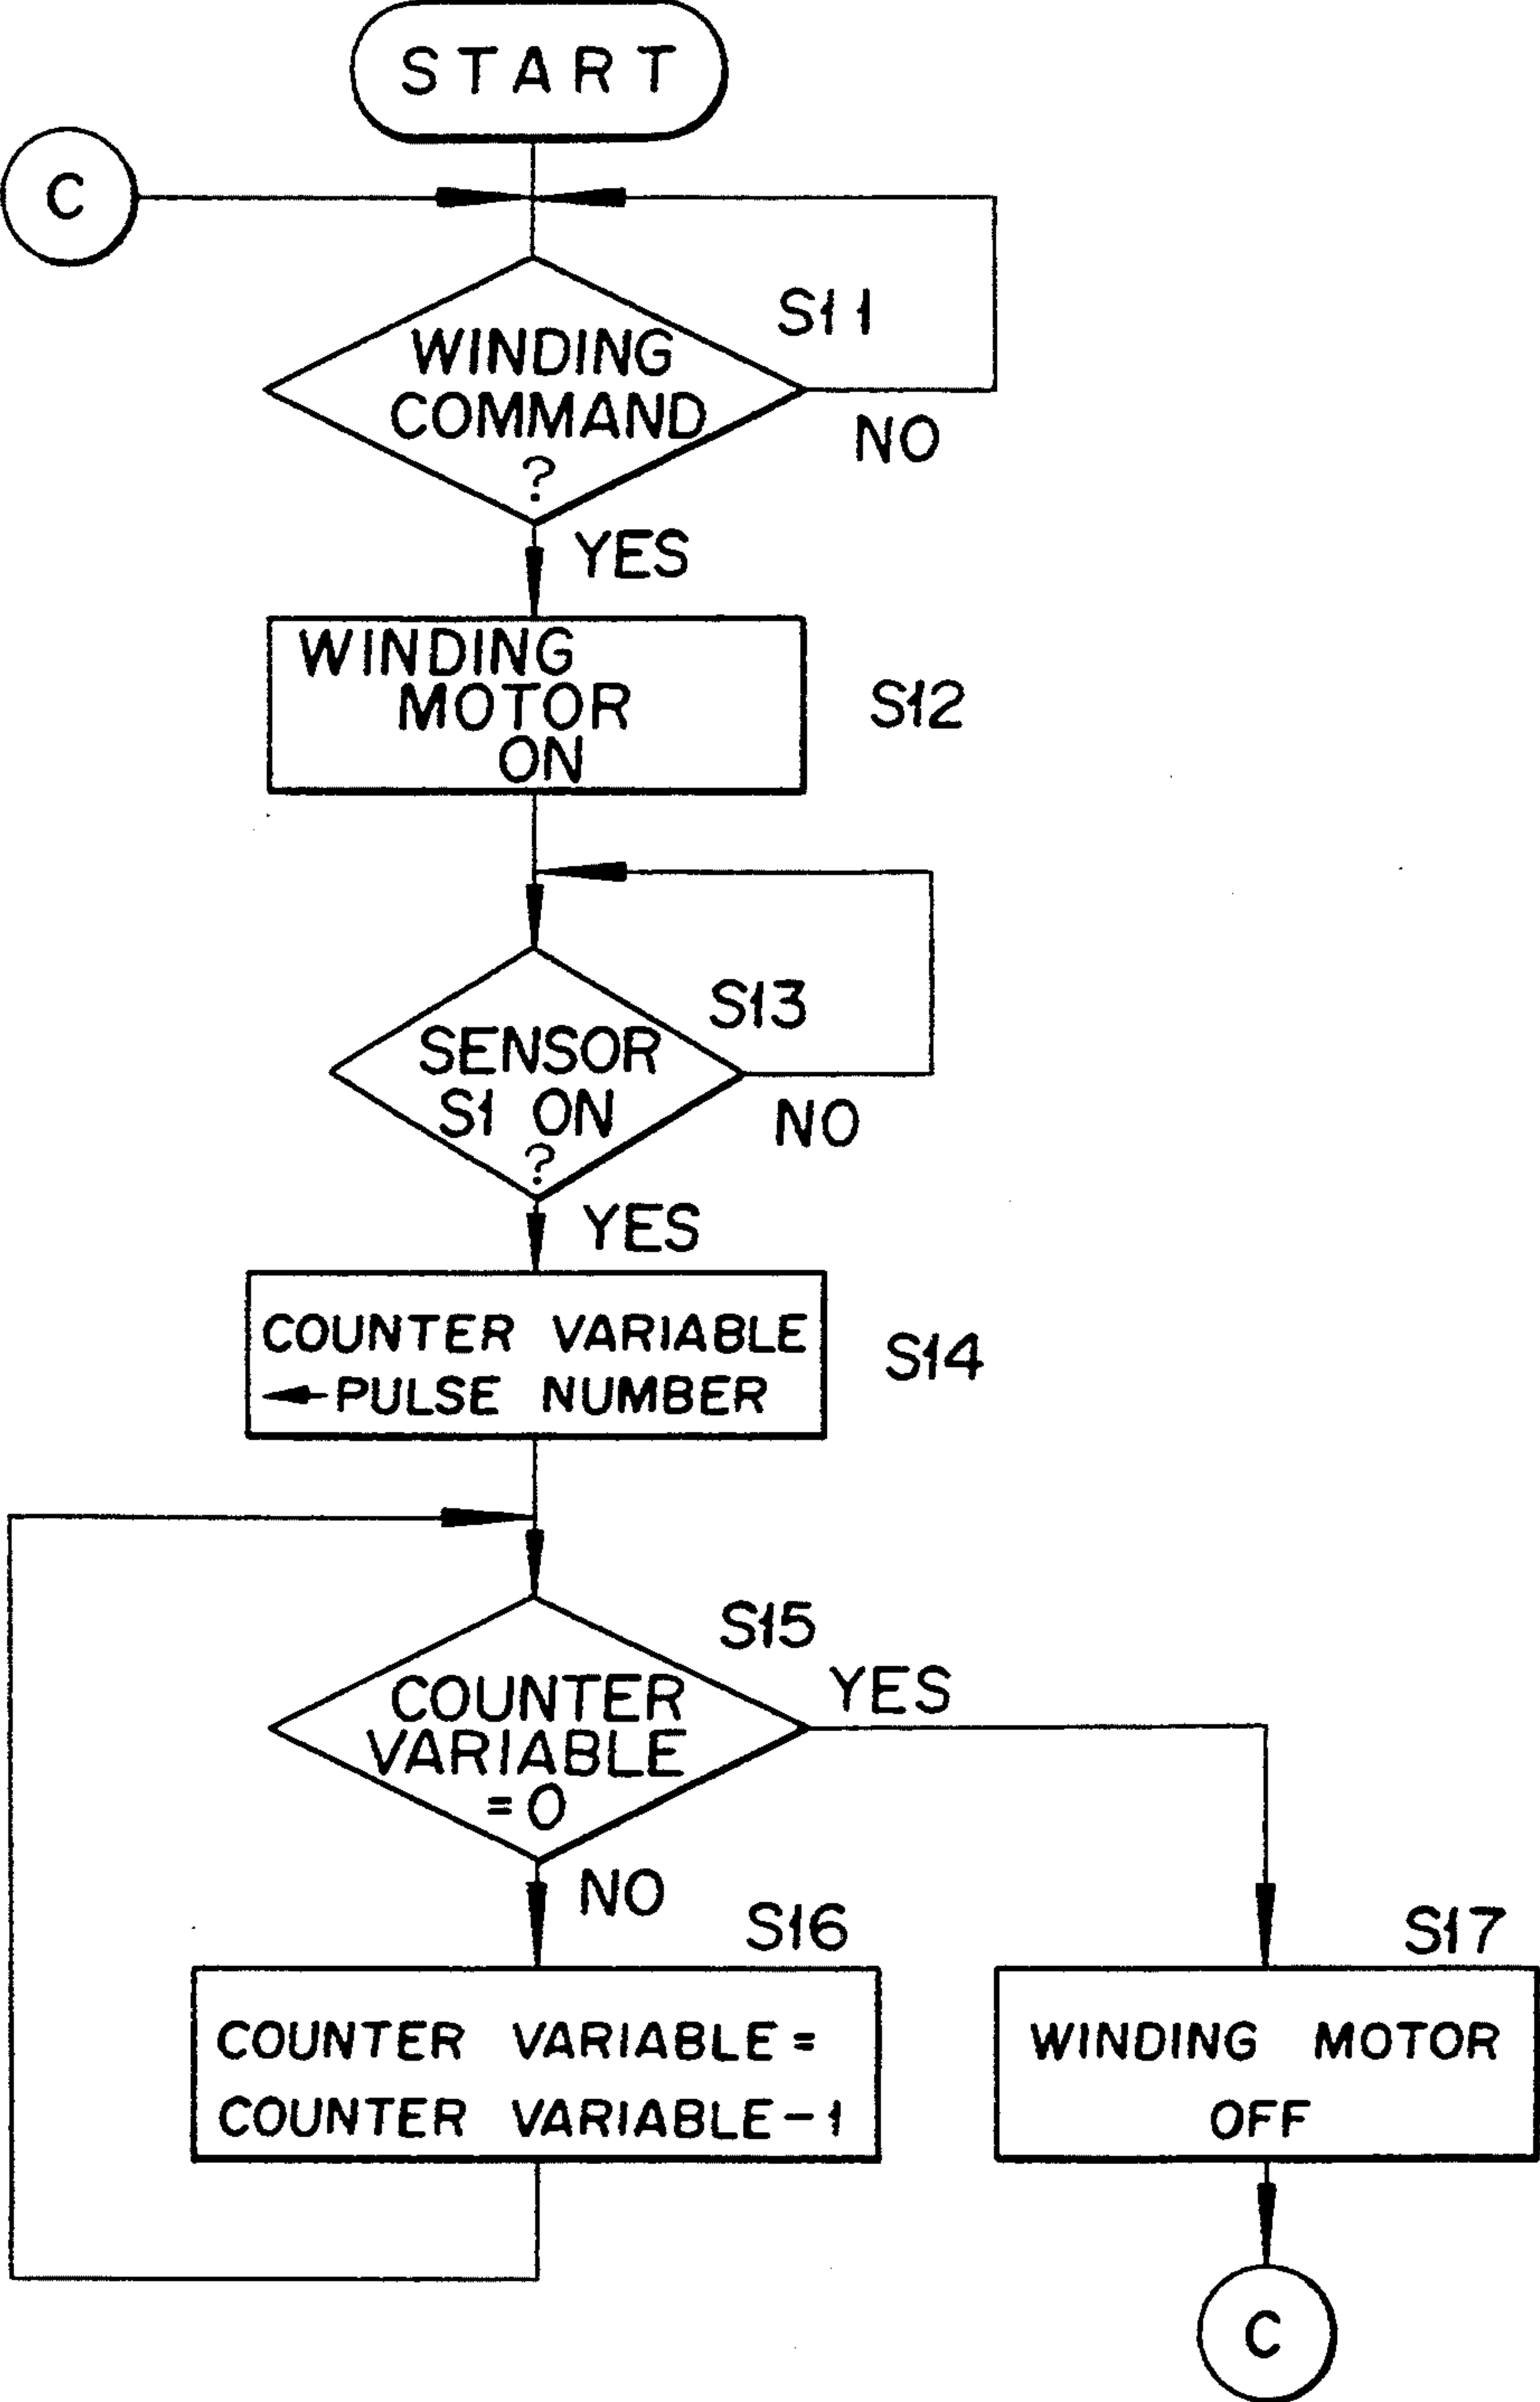 START
C
S11
WINDING
COMMAND
?
NO
YES
WINDING
MOTOR
ON
S12
S13
SENSOR
S1 ON
?
NO
YES
COUNTER VARIABLE
←PULSE NUMBER
S14
S15
COUNTER
VARIABLE
=0
YES
NO
S16
S17
COUNTER VARIABLE=
COUNTER VARIABLE-1
WINDING MOTOR
OFF
C